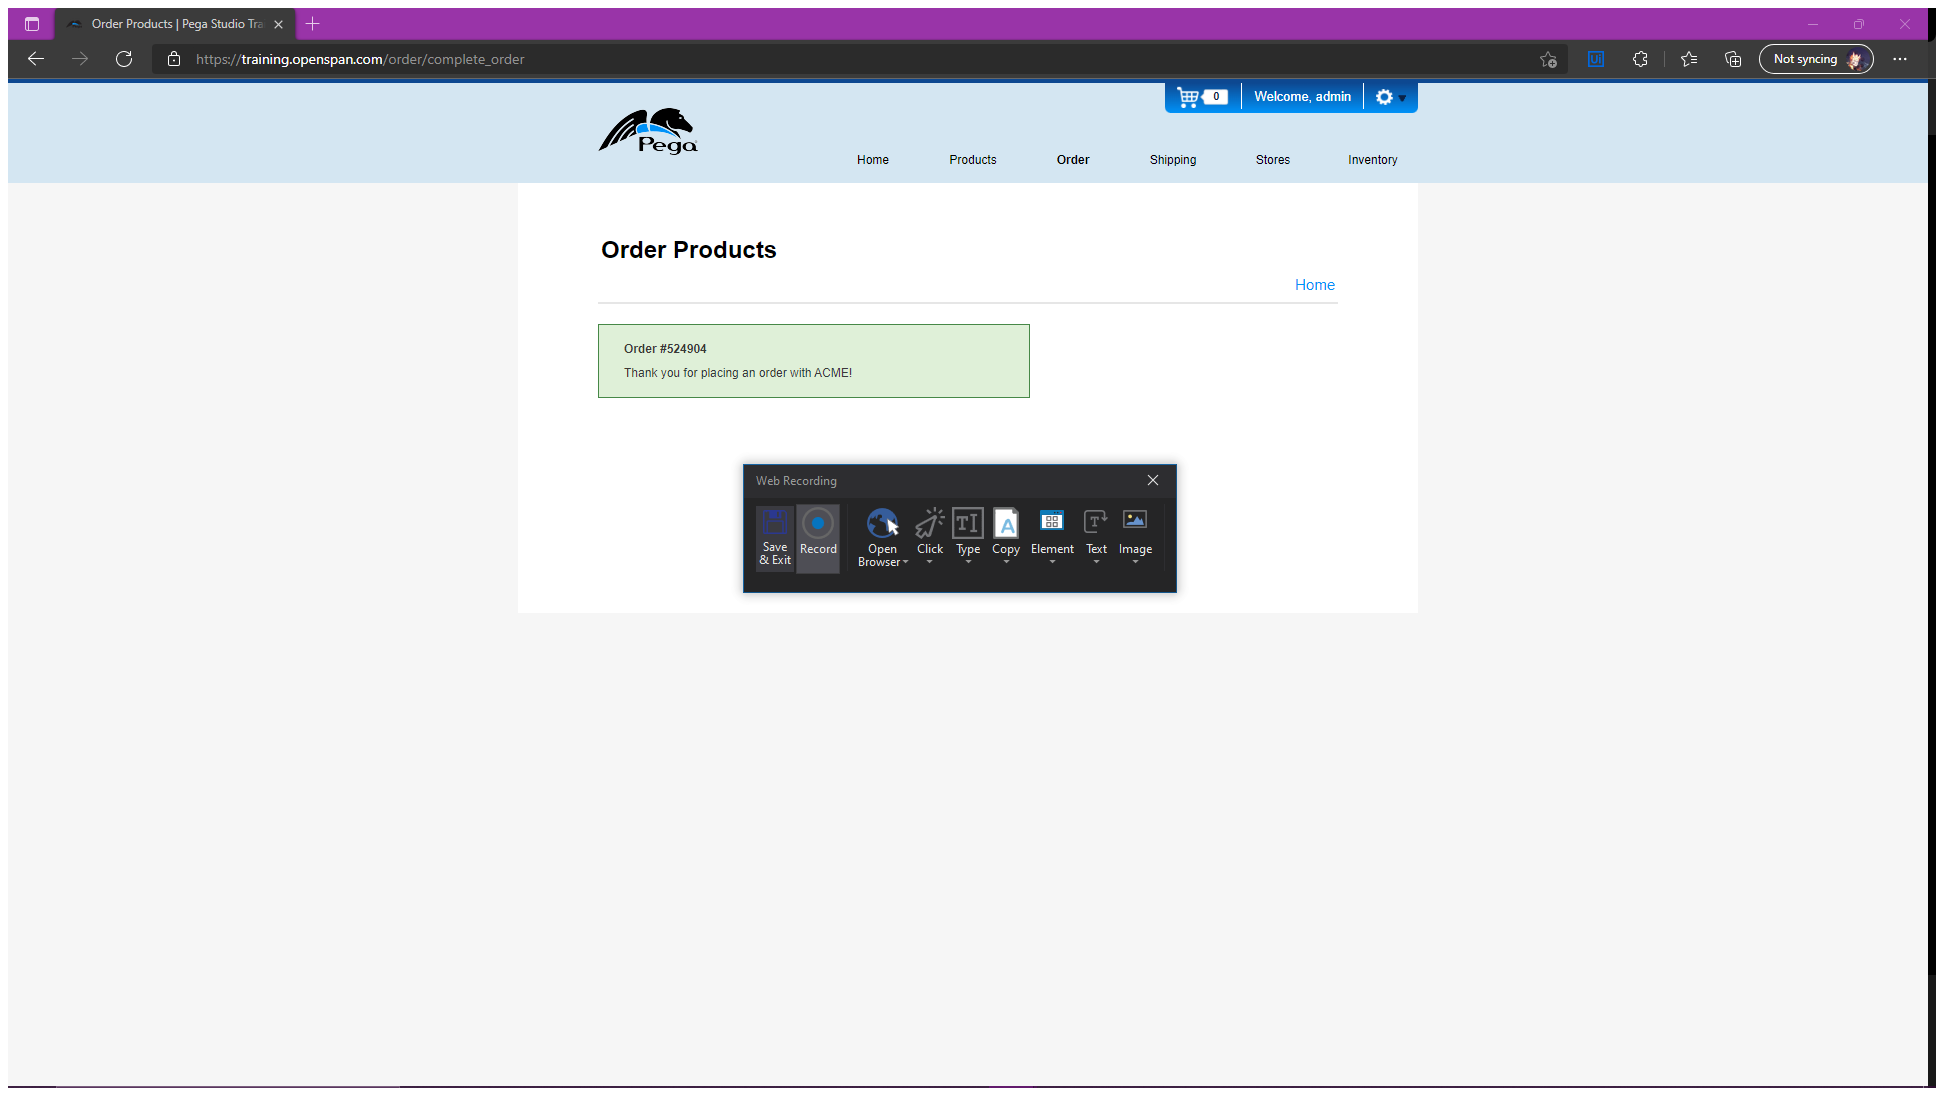 Order Products | Pega Studio Tra
https://training.openspan.com/order/complete_order
Not syncing
0
Welcome, admin
Pega
Home
Products
Order
Shipping
Stores
Inventory
Order Products
Home
Order #524904
Thank you for placing an order with ACME!
Web Recording
Save & Exit
Record
Open Browser
Click
Type
Copy
Element
Text
Image